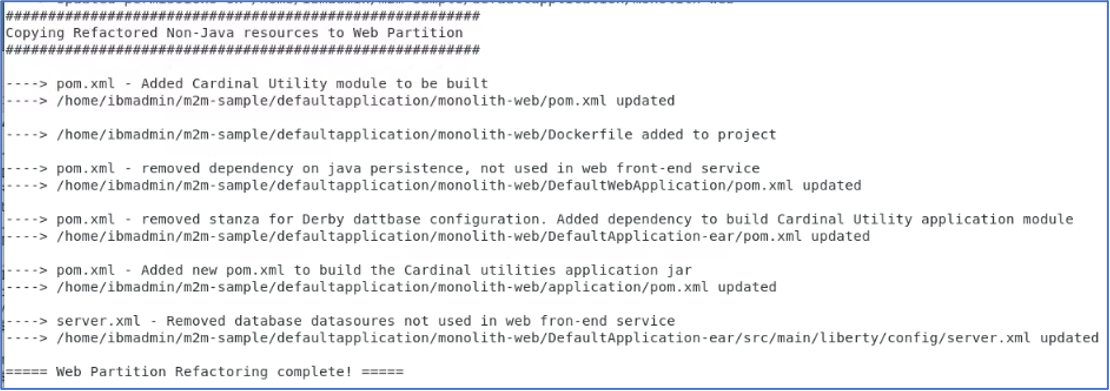 ########################################################
Copying Refactored Non-Java resources to Web Partition
########################################################
----> pom.xml - Added Cardinal Utility module to be built
----> /home/ibmadmin/m2m-sample/defaultapplication/monolith-web/pom.xml updated
----> /home/ibmadmin/m2m-sample/defaultapplication/monolith-web/Dockerfile added to project
----> pom.xml - removed dependency on java persistence, not used in web front-end service
----> /home/ibmadmin/m2m-sample/defaultapplication/monolith-web/DefaultWebApplication/pom.xml updated
----> pom.xml - removed stanza for Derby dattbase configuration. Added dependency to build Cardinal Utility application module
----> /home/ibmadmin/m2m-sample/defaultapplication/monolith-web/DefaultApplication-ear/pom.xml updated
----> pom.xml - Added new pom.xml to build the Cardinal utilities application jar
----> /home/ibmadmin/m2m-sample/defaultapplication/monolith-web/application/pom.xml updated
----> server.xml - Removed database datasoures not used in web fron-end service
----> /home/ibmadmin/m2m-sample/defaultapplication/monolith-web/DefaultApplication-ear/src/main/liberty/config/server.xml updated
===== Web Partition Refactoring complete! =====